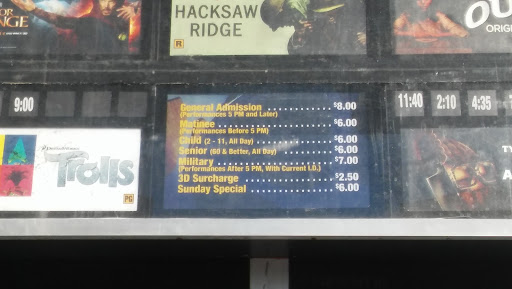 HACKSAW
RIDGE
R
OU
ORIGI
9:00
General Admission ............ $8.00
(Performances 5 PM and Later)
Matinee ......................... $6.00
(Performances Before 5 PM)
Child (2 - 11, All Day) ............ $6.00
Senior (60 & Better, All Day) ....... $6.00
Military ......................... $7.00
(Performances After 5 PM, With Current I.D.)
3D Surcharge .................. $2.50
Sunday Special ................ $6.00
11:40 2:10 4:35
Trolls
PG